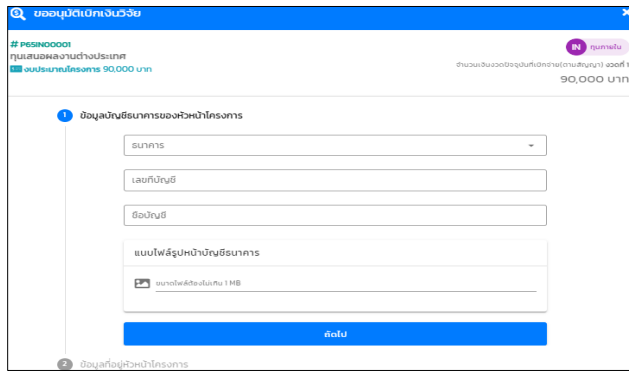 ขออนุมัติเบิกเงินวิจัย
# P65IN00001
IN ทุนภายใน
ทุนเสนอผลงานต่างประเทศ
จำนวนเงินงวดปัจจุบันที่เบิกจ่าย(ตามสัญญา) งวดที่ 1
งบประมาณโครงการ 90,000 บาท
90,000 บาท
1 ข้อมูลบัญชีธนาคารของหัวหน้าโครงการ
ธนาคาร
เลขที่บัญชี
ชื่อบัญชี
แนบไฟล์รูปหน้าบัญชีธนาคาร
ขนาดไฟล์ต้องไม่เกิน 1 MB
ถัดไป
2 ข้อมูลที่อยู่หัวหน้าโครงการ